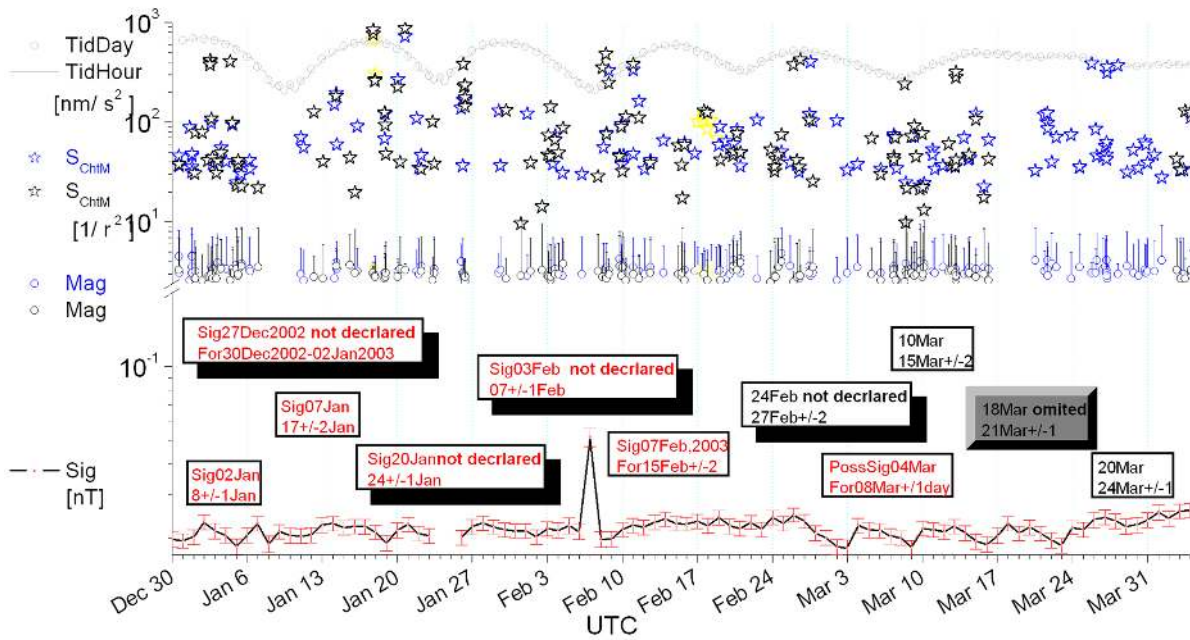 10³
TidDay
TidHour
[nm/ s²]
10²
S_ChtM
S_ChtM
10¹
[1/ r²]
Mag
Mag
Sig27Dec2002 not decrlared
For30Dec2002-02Jan2003
10⁻¹
10Mar
15Mar+/-2
Sig03Feb not decrlared
07+/-1Feb
24Feb not decrlared
27Feb+/-2
18Mar omited
21Mar+/-1
Sig07Jan
17+/-2Jan
Sig20Jannot decrlared
24+/-1Jan
Sig07Feb,2003
For15Feb+/-2
Sig02Jan
8+/-1Jan
PossSig04Mar
For08Mar+/1day
20Mar
24Mar+/-1
Sig
[nT]
Dec 30 Jan 6 Jan 13 Jan 20 Jan 27 Feb 3 Feb 10 Feb 17 Feb 24 Mar 3 Mar 10 Mar 17 Mar 24 Mar 31
UTC